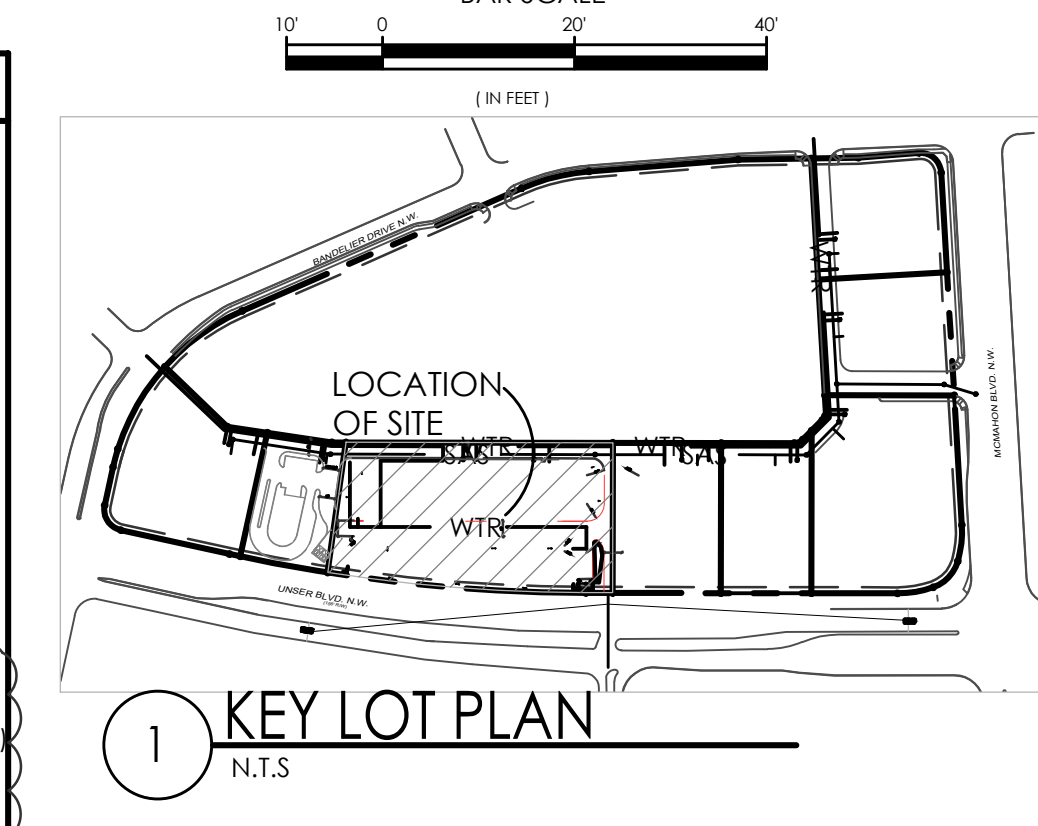 BAR SCALE
10' 0 20' 40'
( IN FEET )
BANDELIER DRIVE N.W.
WTR
MCMAHON BLVD. N.W.
LOCATION
OF SITE
WTR WTR
SAS SAS
WTR
UNSER BLVD. N.W.
1
KEY LOT PLAN
N.T.S